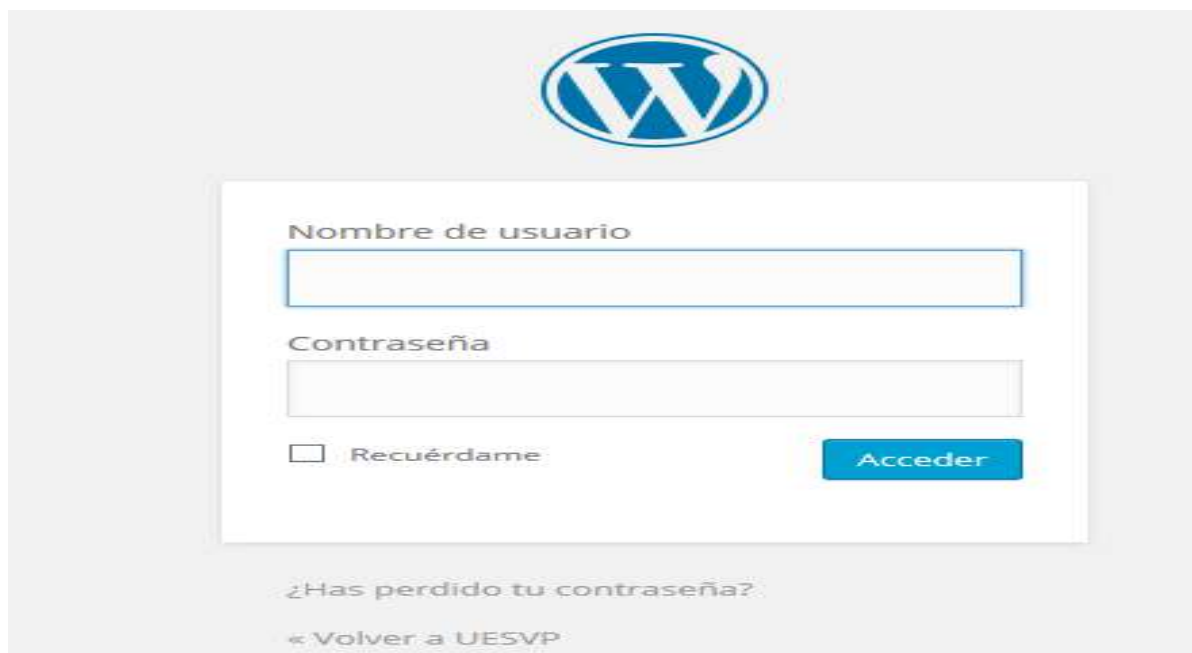 Nombre de usuario
Contraseña
Recuérdame
Acceder
¿Has perdido tu contraseña?
« Volver a UESVP